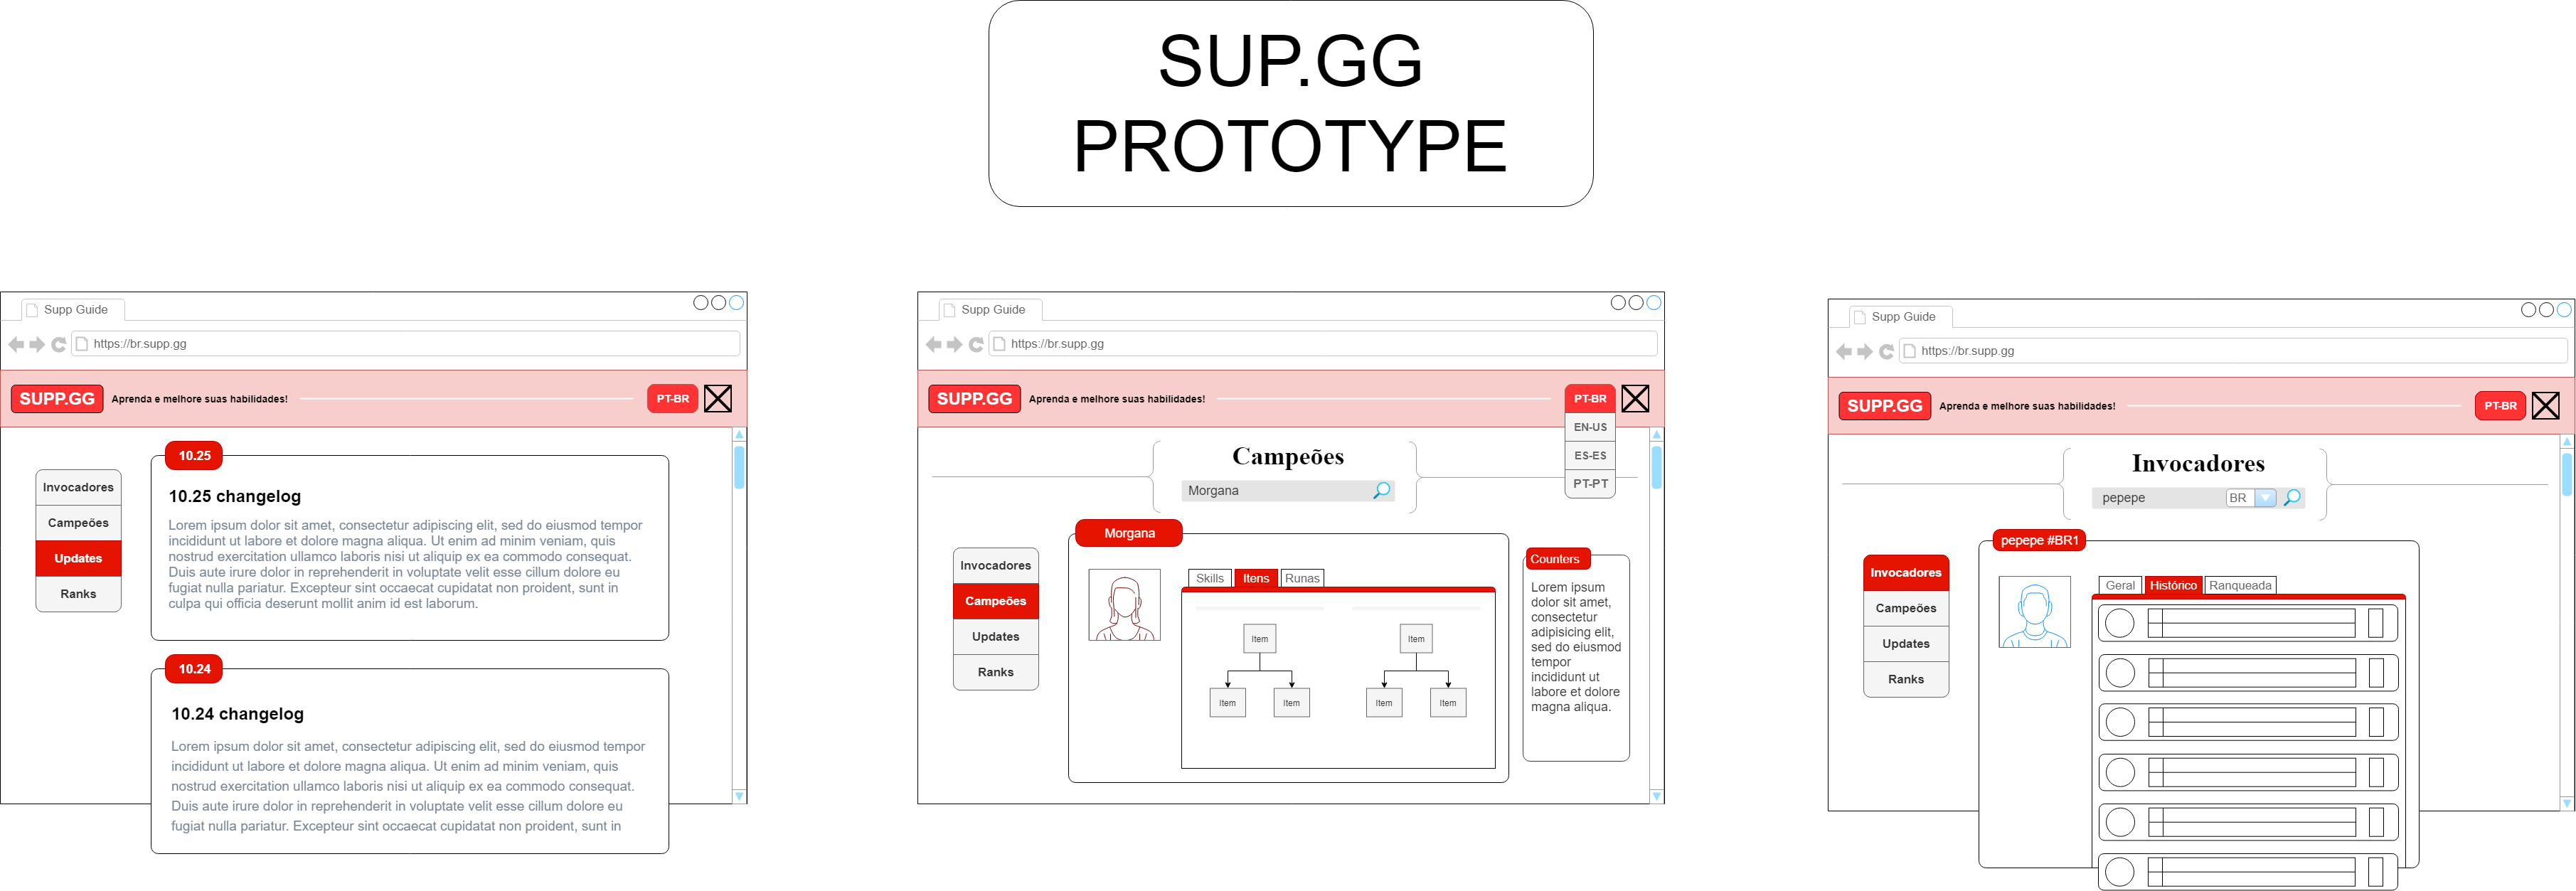 SUP.GG
PROTOTYPE
Supp Guide
https://br.supp.gg
SUPP.GG
Aprenda e melhore suas habilidades!
PT-BR
Invocadores
Campeões
Updates
Ranks
10.25
10.25 changelog
Lorem ipsum dolor sit amet, consectetur adipiscing elit, sed do eiusmod tempor
incididunt ut labore et dolore magna aliqua. Ut enim ad minim veniam, quis
nostrud exercitation ullamco laboris nisi ut aliquip ex ea commodo consequat.
Duis aute irure dolor in reprehenderit in voluptate velit esse cillum dolore eu
fugiat nulla pariatur. Excepteur sint occaecat cupidatat non proident, sunt in
culpa qui officia deserunt mollit anim id est laborum.
10.24
10.24 changelog
Lorem ipsum dolor sit amet, consectetur adipiscing elit, sed do eiusmod tempor
incididunt ut labore et dolore magna aliqua. Ut enim ad minim veniam, quis
nostrud exercitation ullamco laboris nisi ut aliquip ex ea commodo consequat.
Duis aute irure dolor in reprehenderit in voluptate velit esse cillum dolore eu
fugiat nulla pariatur. Excepteur sint occaecat cupidatat non proident, sunt in
Supp Guide
https://br.supp.gg
SUPP.GG
Aprenda e melhore suas habilidades!
PT-BR
EN-US
ES-ES
PT-PT
Campeões
Morgana
Invocadores
Campeões
Updates
Ranks
Morgana
Skills
Itens
Runas
Item
Item
Item
Item
Item
Item
Counters
Lorem ipsum
dolor sit amet,
consectetur
adipisicing elit,
sed do eiusmod
tempor
incididunt ut
labore et dolore
magna aliqua.
Supp Guide
https://br.supp.gg
SUPP.GG
Aprenda e melhore suas habilidades!
PT-BR
Invocadores
pepepe
BR
Invocadores
Campeões
Updates
Ranks
pepepe #BR1
Geral
Histórico
Ranqueada